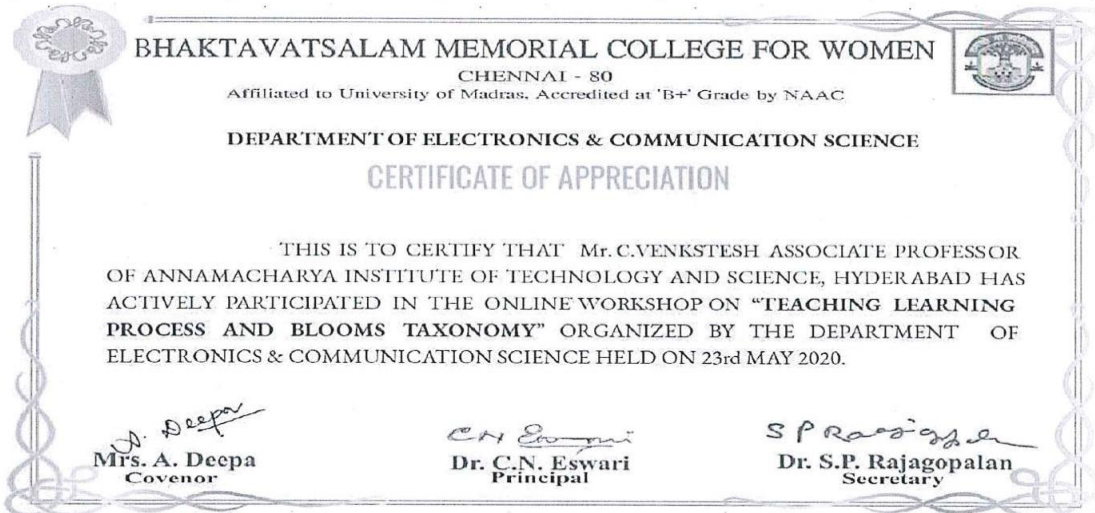 BHAKTAVATSALAM MEMORIAL COLLEGE FOR WOMEN
CHENNAI - 80
Affiliated to University of Madras, Accredited at 'B+' Grade by NAAC
DEPARTMENT OF ELECTRONICS & COMMUNICATION SCIENCE
CERTIFICATE OF APPRECIATION
THIS IS TO CERTIFY THAT Mr. C.VENKSTESH ASSOCIATE PROFESSOR
OF ANNAMACHARYA INSTITUTE OF TECHNOLOGY AND SCIENCE, HYDERABAD HAS
ACTIVELY PARTICIPATED IN THE ONLINE WORKSHOP ON "TEACHING LEARNING
PROCESS AND BLOOMS TAXONOMY" ORGANIZED BY THE DEPARTMENT OF
ELECTRONICS & COMMUNICATION SCIENCE HELD ON 23rd MAY 2020.
A. Deepa
Mrs. A. Deepa
Covenor
Dr. C.N. Eswari
Principal
Dr. S.P. Rajagopalan
Secretary